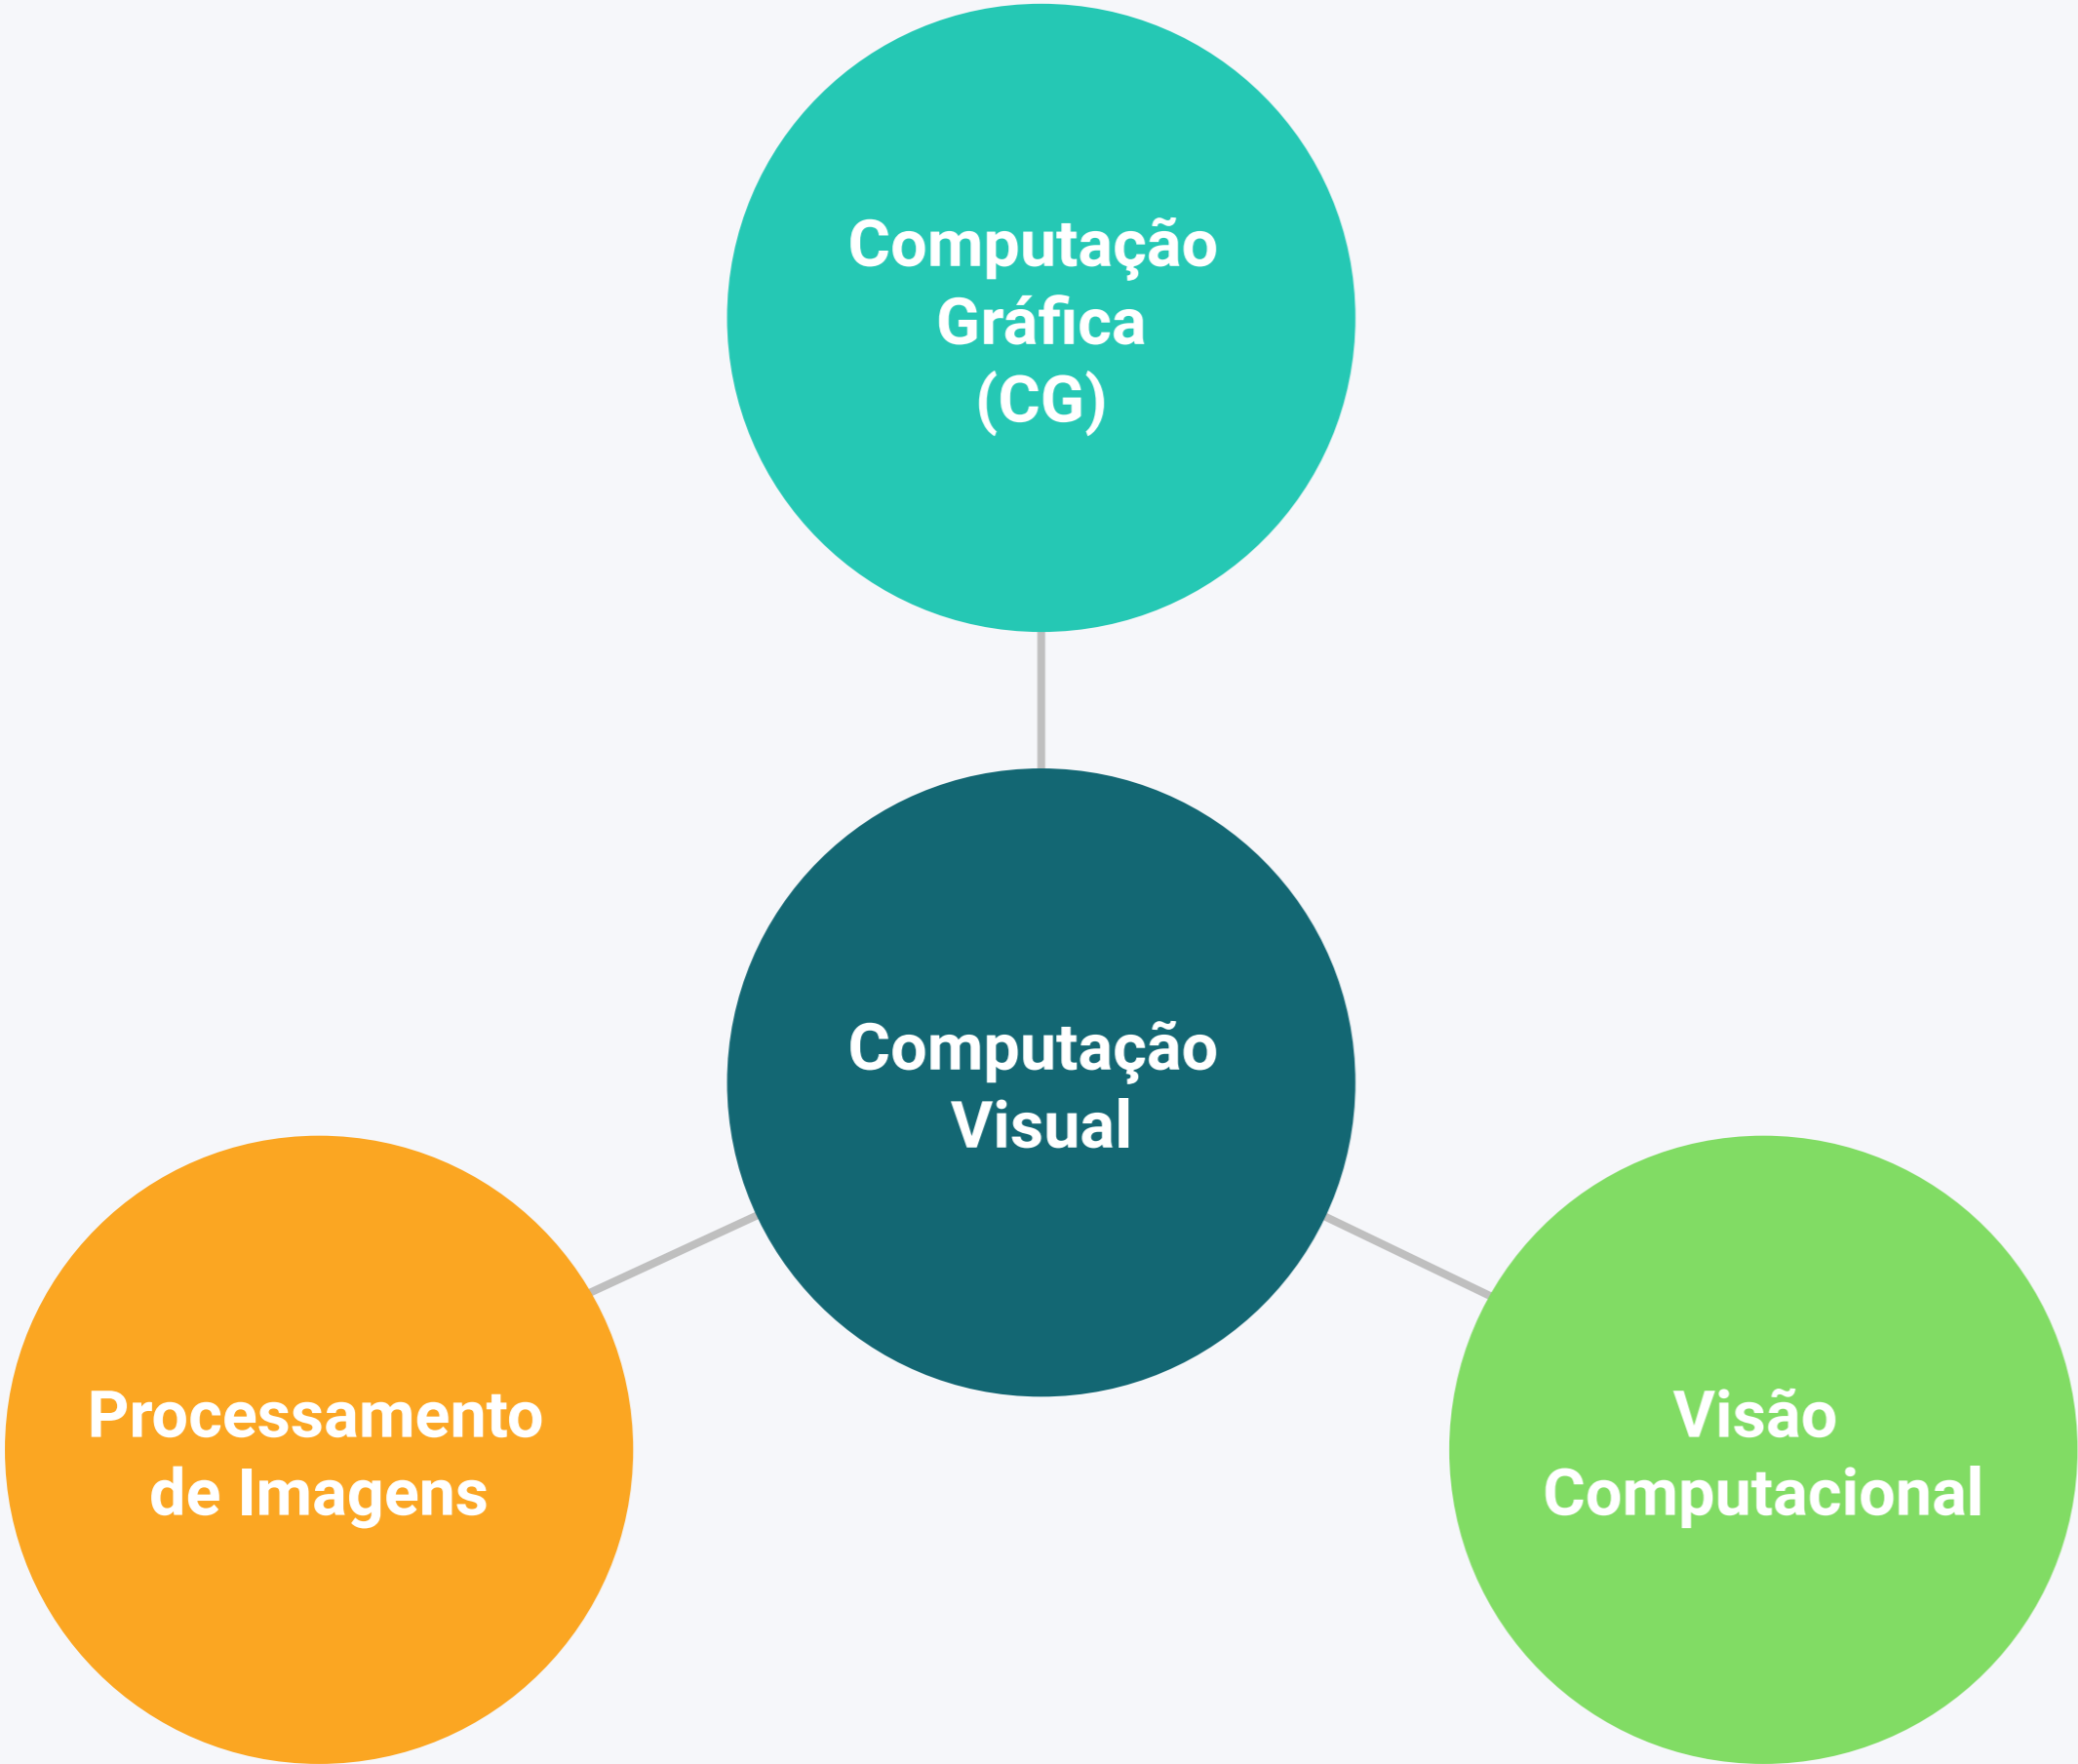 Computação
Gráfica
(CG)
Computação
Visual
Processamento
de Imagens
Visão
Computacional